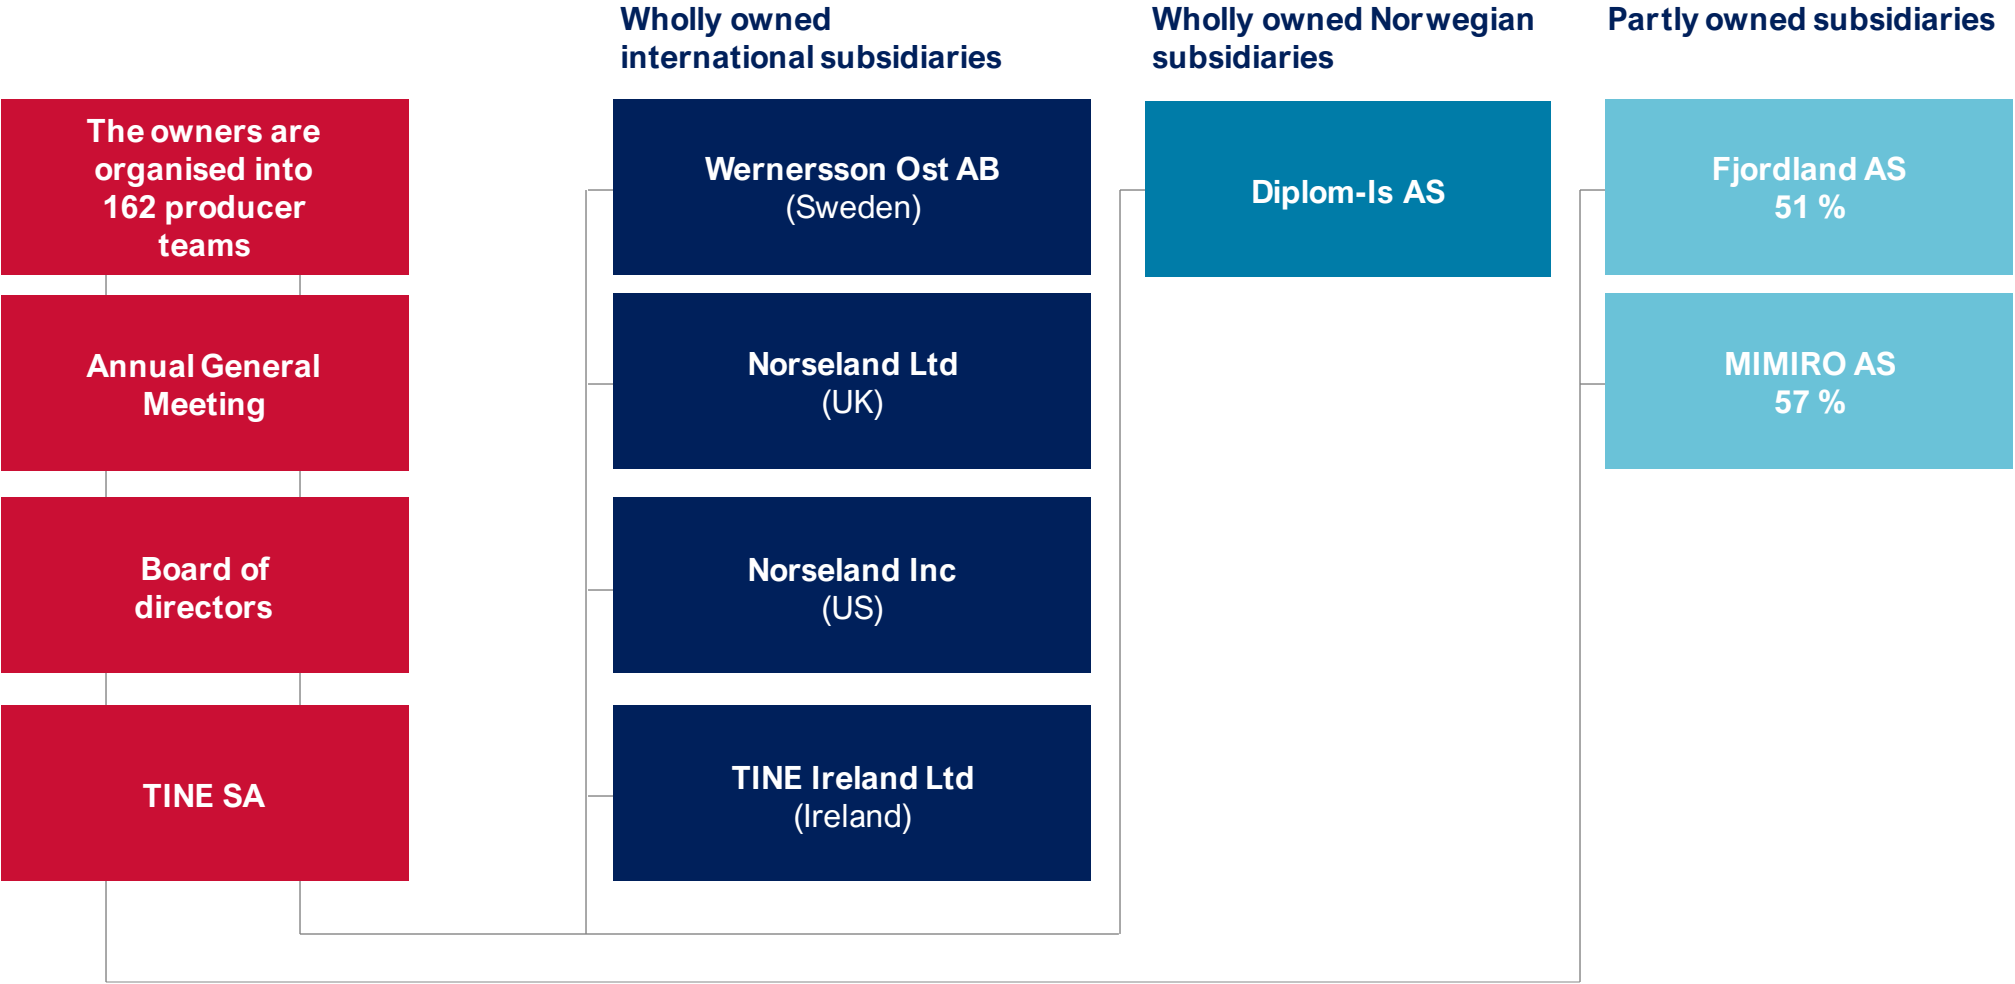 Wholly owned
international subsidiaries
Wholly owned Norwegian
subsidiaries
Partly owned subsidiaries
The owners are
organised into
162 producer
teams
Annual General
Meeting
Board of
directors
TINE SA
Wernersson Ost AB
(Sweden)
Norseland Ltd
(UK)
Norseland Inc
(US)
TINE Ireland Ltd
(Ireland)
Diplom-Is AS
Fjordland AS
51 %
MIMIRO AS
57 %